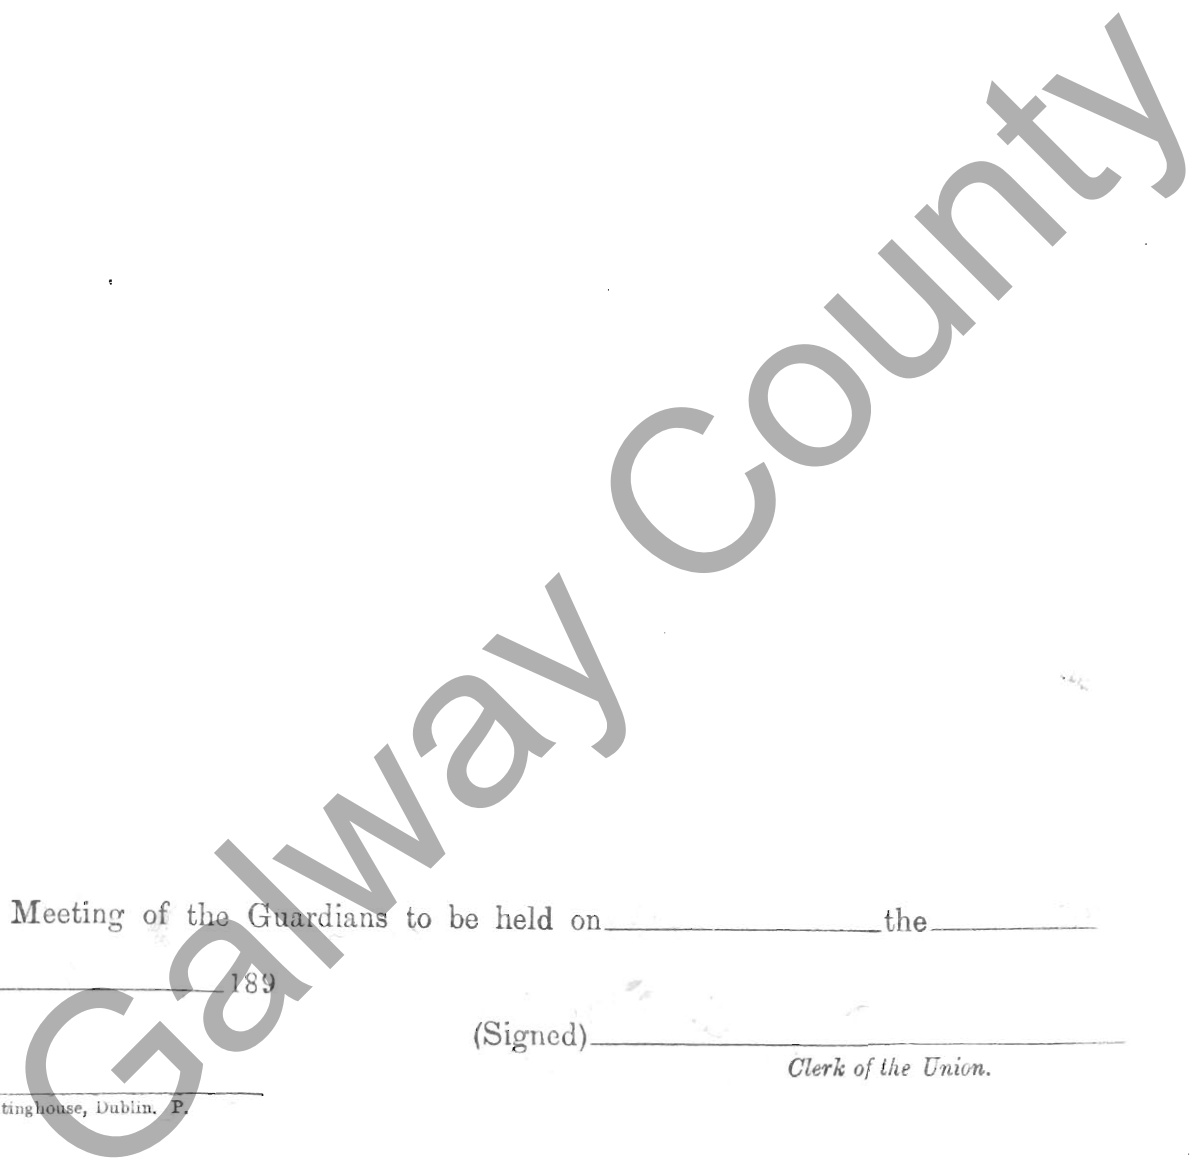 Meeting of the Guardians to be held on the
189
(Signed)
Clerk of the Union.
tinghouse, Dublin. P.
Galway County